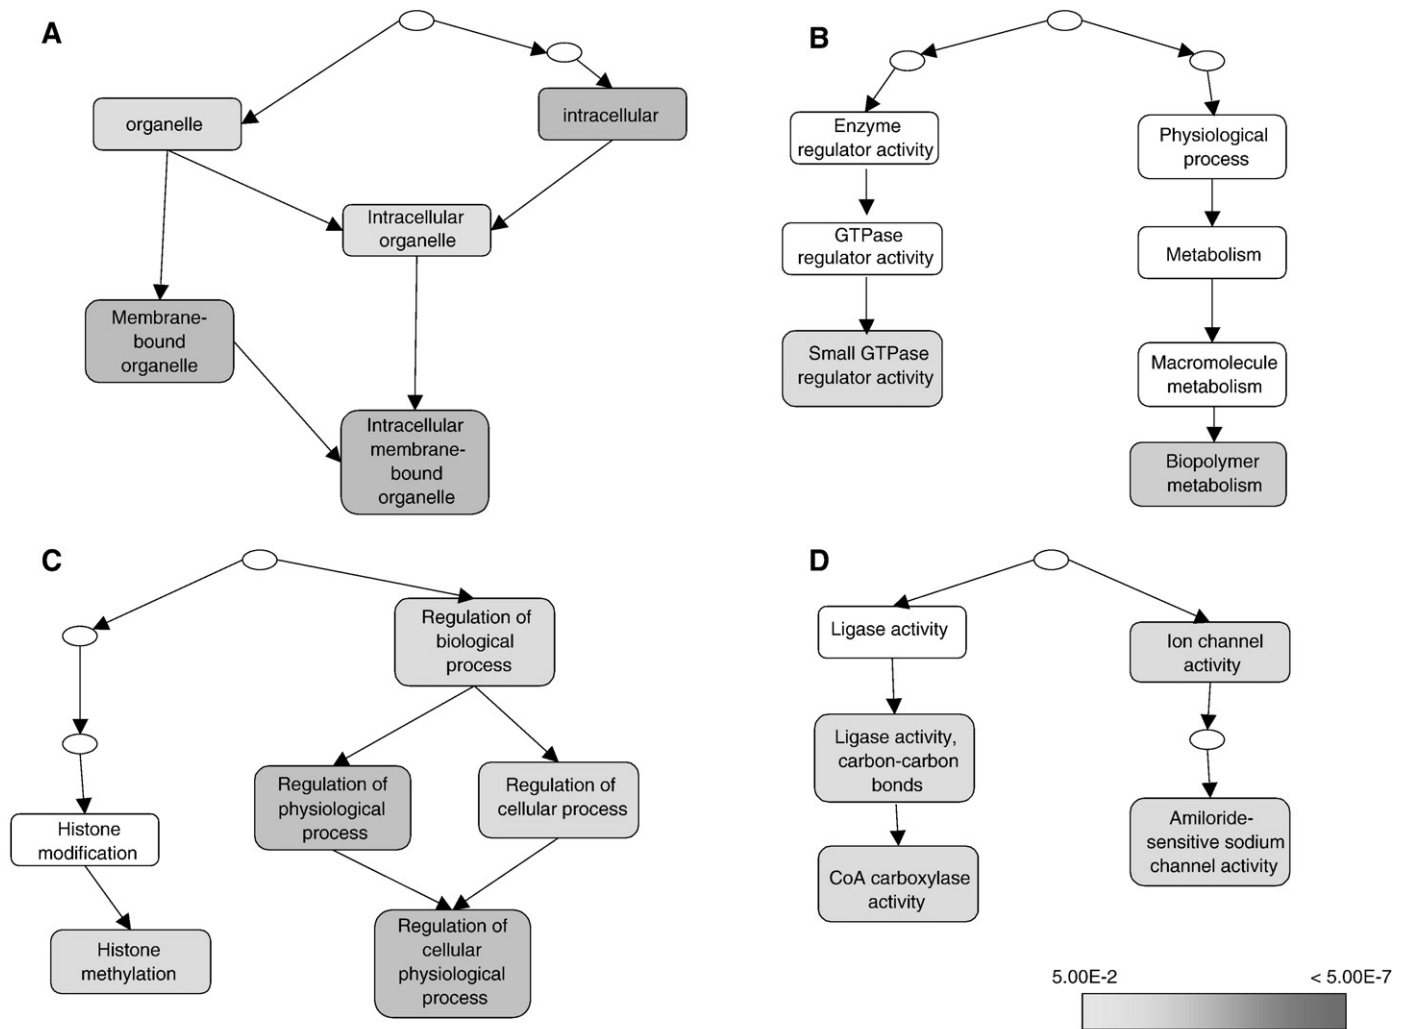 A
organelle
intracellular
Intracellular
organelle
Membrane-
bound
organelle
Intracellular
membrane-
bound
organelle
B
Enzyme
regulator activity
GTPase
regulator activity
Small GTPase
regulator activity
Physiological
process
Metabolism
Macromolecule
metabolism
Biopolymer
metabolism
C
Regulation of
biological
process
Regulation of
physiological
process
Regulation of
cellular process
Histone
modification
Histone
methylation
Regulation of
cellular
physiological
process
D
Ligase activity
Ligase activity,
carbon-carbon
bonds
CoA carboxylase
activity
Ion channel
activity
Amiloride-
sensitive sodium
channel activity
5.00E-2
< 5.00E-7